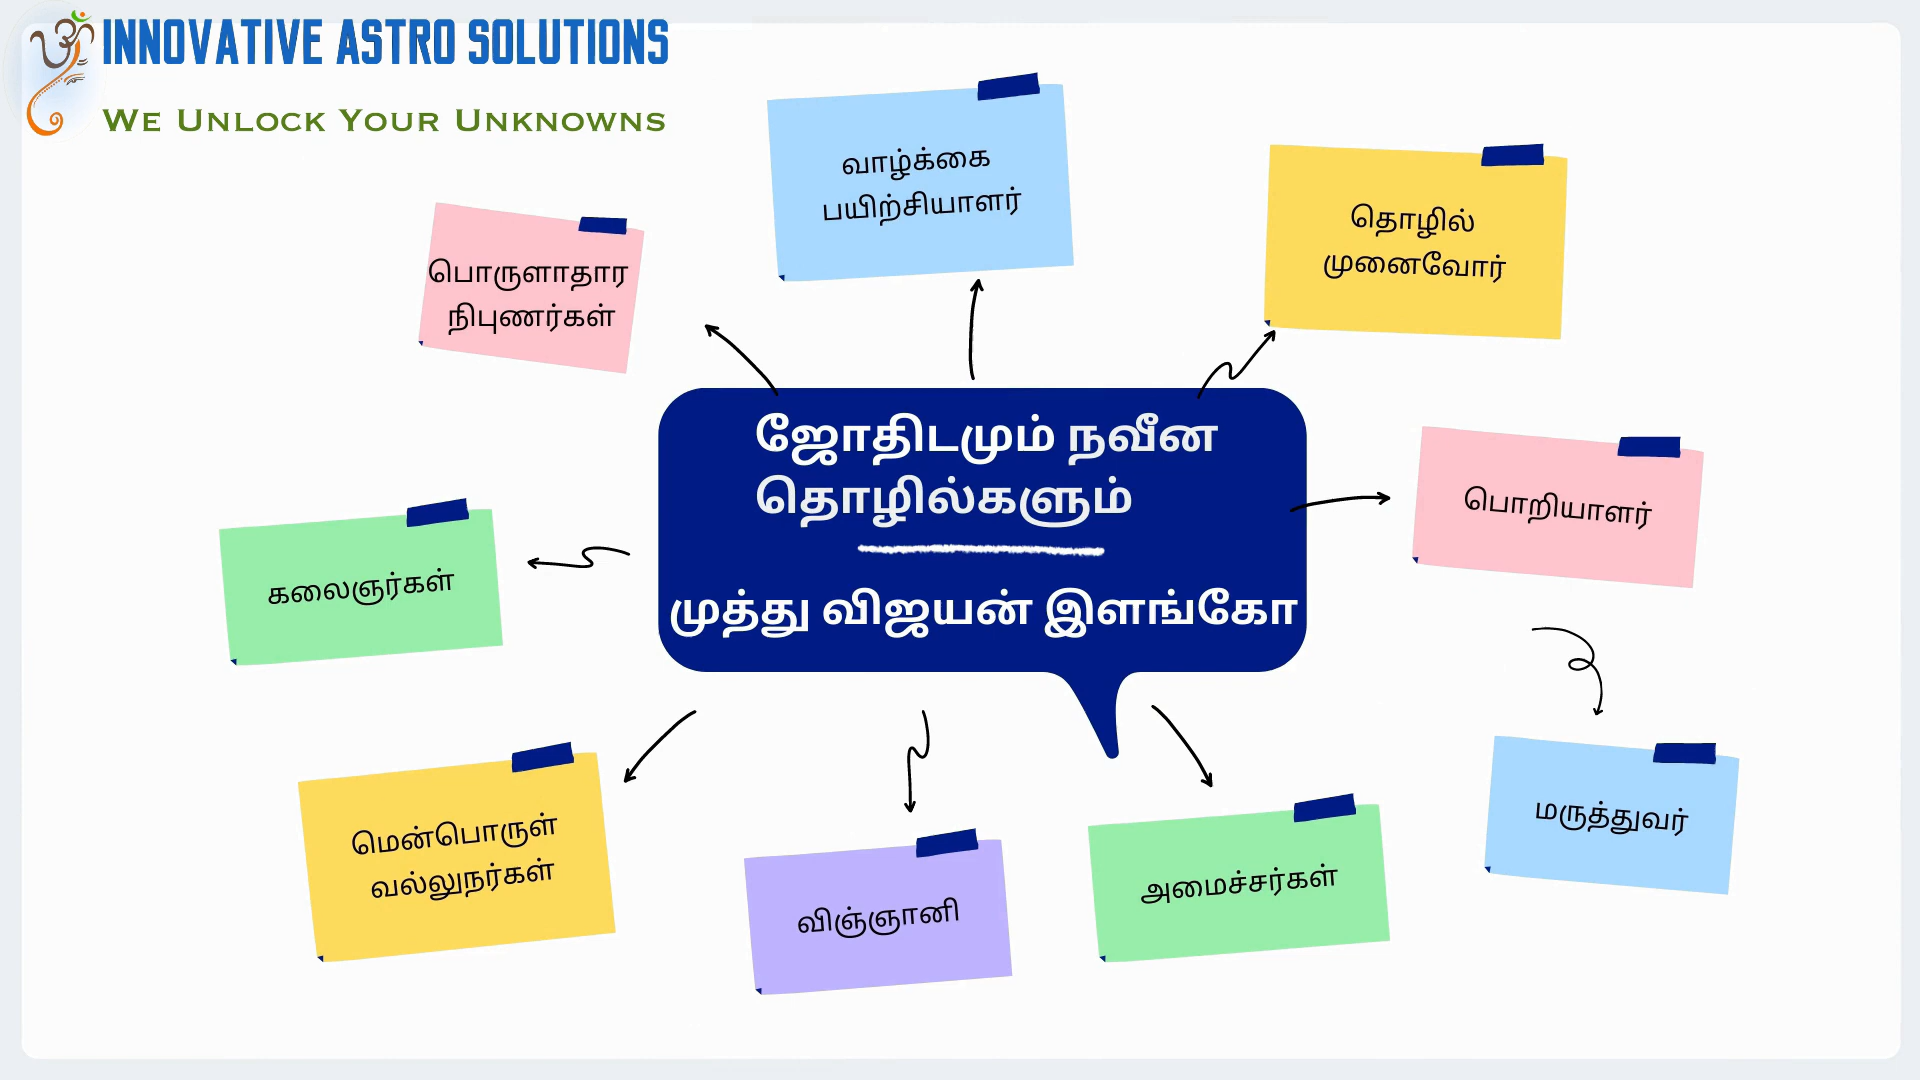 INNOVATIVE ASTRO SOLUTIONS
WE UNLOCK YOUR UNKNOWNS
வாழ்க்கை
பயிற்சியாளர்
தொழில்
முனைவோர்
பொருளாதார
நிபுணர்கள்
ஜோதிடமும் நவீன
தொழில்களும்
முத்து விஜயன் இளங்கோ
பொறியாளர்
கலைஞர்கள்
மருத்துவர்
மென்பொருள்
வல்லுநர்கள்
விஞ்ஞானி
அமைச்சர்கள்